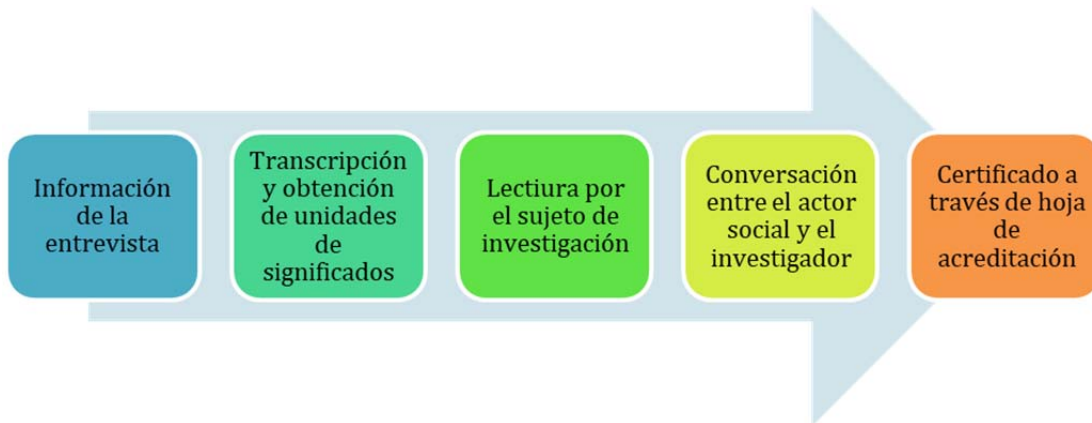 Información
de la
entrevista
Transcripción
y obtención
de unidades
de
significados
Lectiura por
el sujeto de
investigación
Conversación
entre el actor
social y el
investigador
Certificado a
través de hoja
de
acreditación